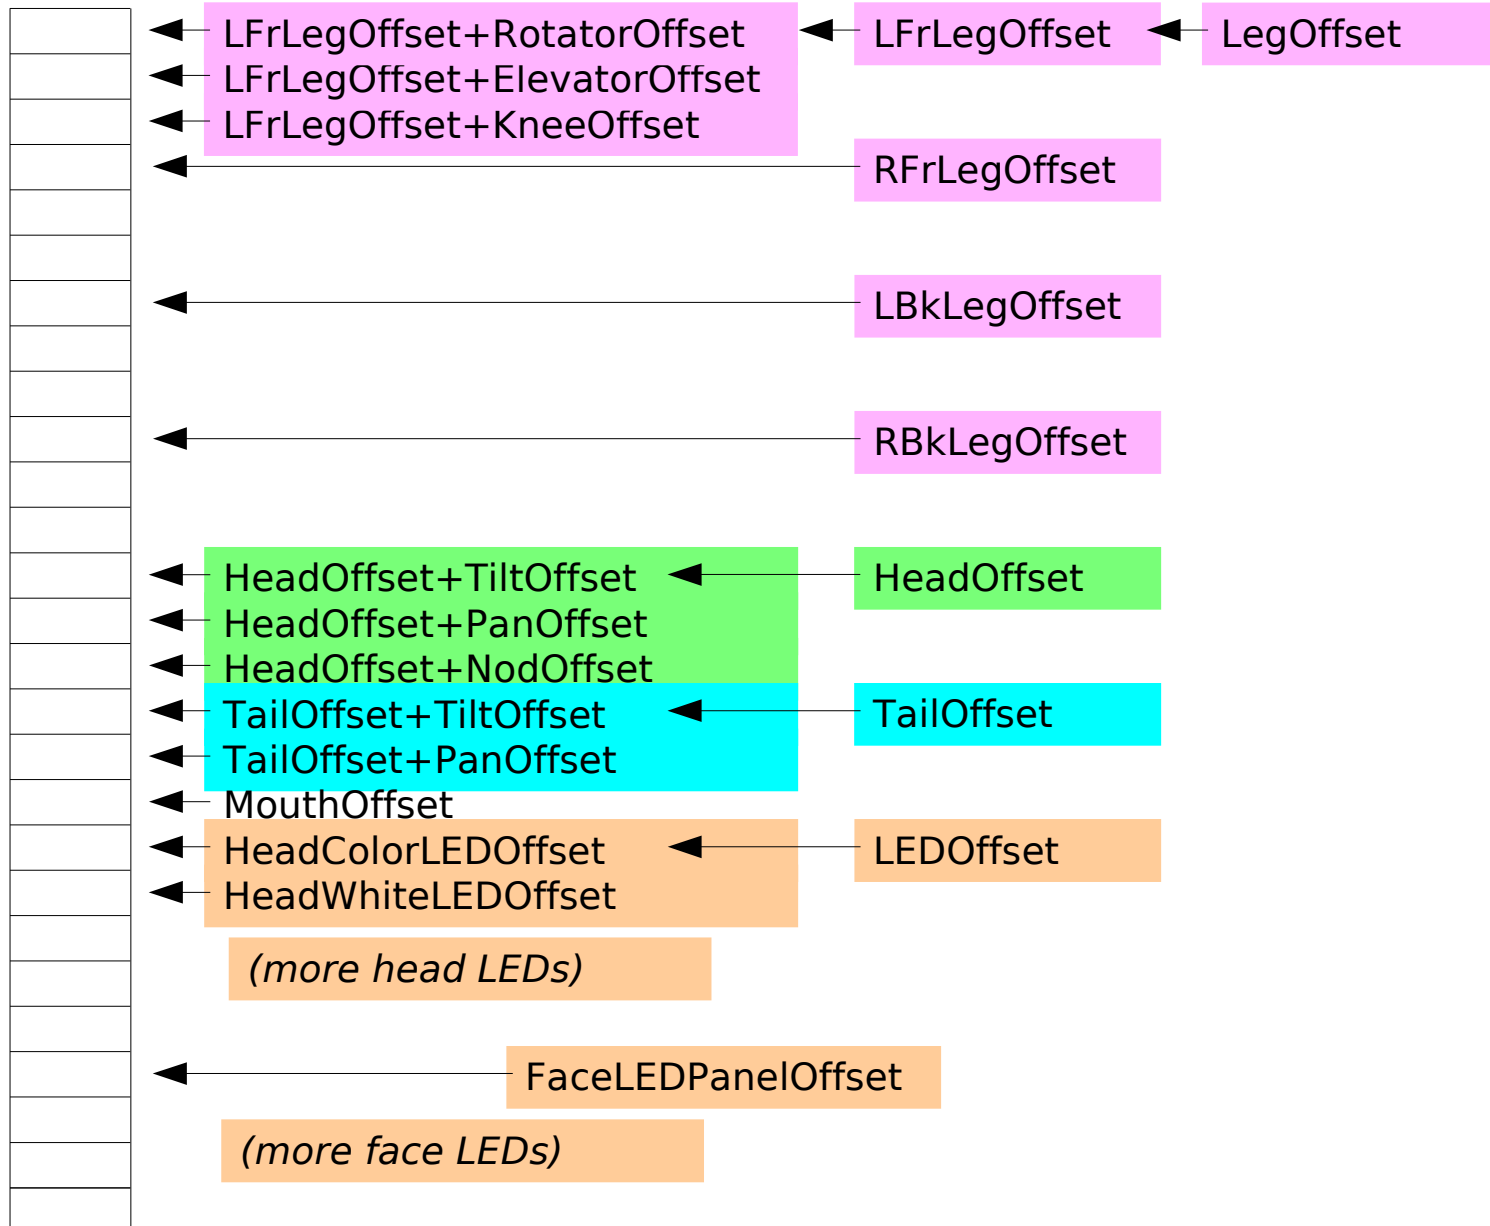 LFrLegOffset+RotatorOffset LFrLegOffset LegOffset
LFrLegOffset+ElevatorOffset
LFrLegOffset+KneeOffset
RFrLegOffset
LBkLegOffset
RBkLegOffset
HeadOffset+TiltOffset HeadOffset
HeadOffset+PanOffset
HeadOffset+NodOffset
TailOffset+TiltOffset TailOffset
TailOffset+PanOffset
MouthOffset
HeadColorLEDOffset LEDOffset
HeadWhiteLEDOffset
(more head LEDs)
FaceLEDPanelOffset
(more face LEDs)